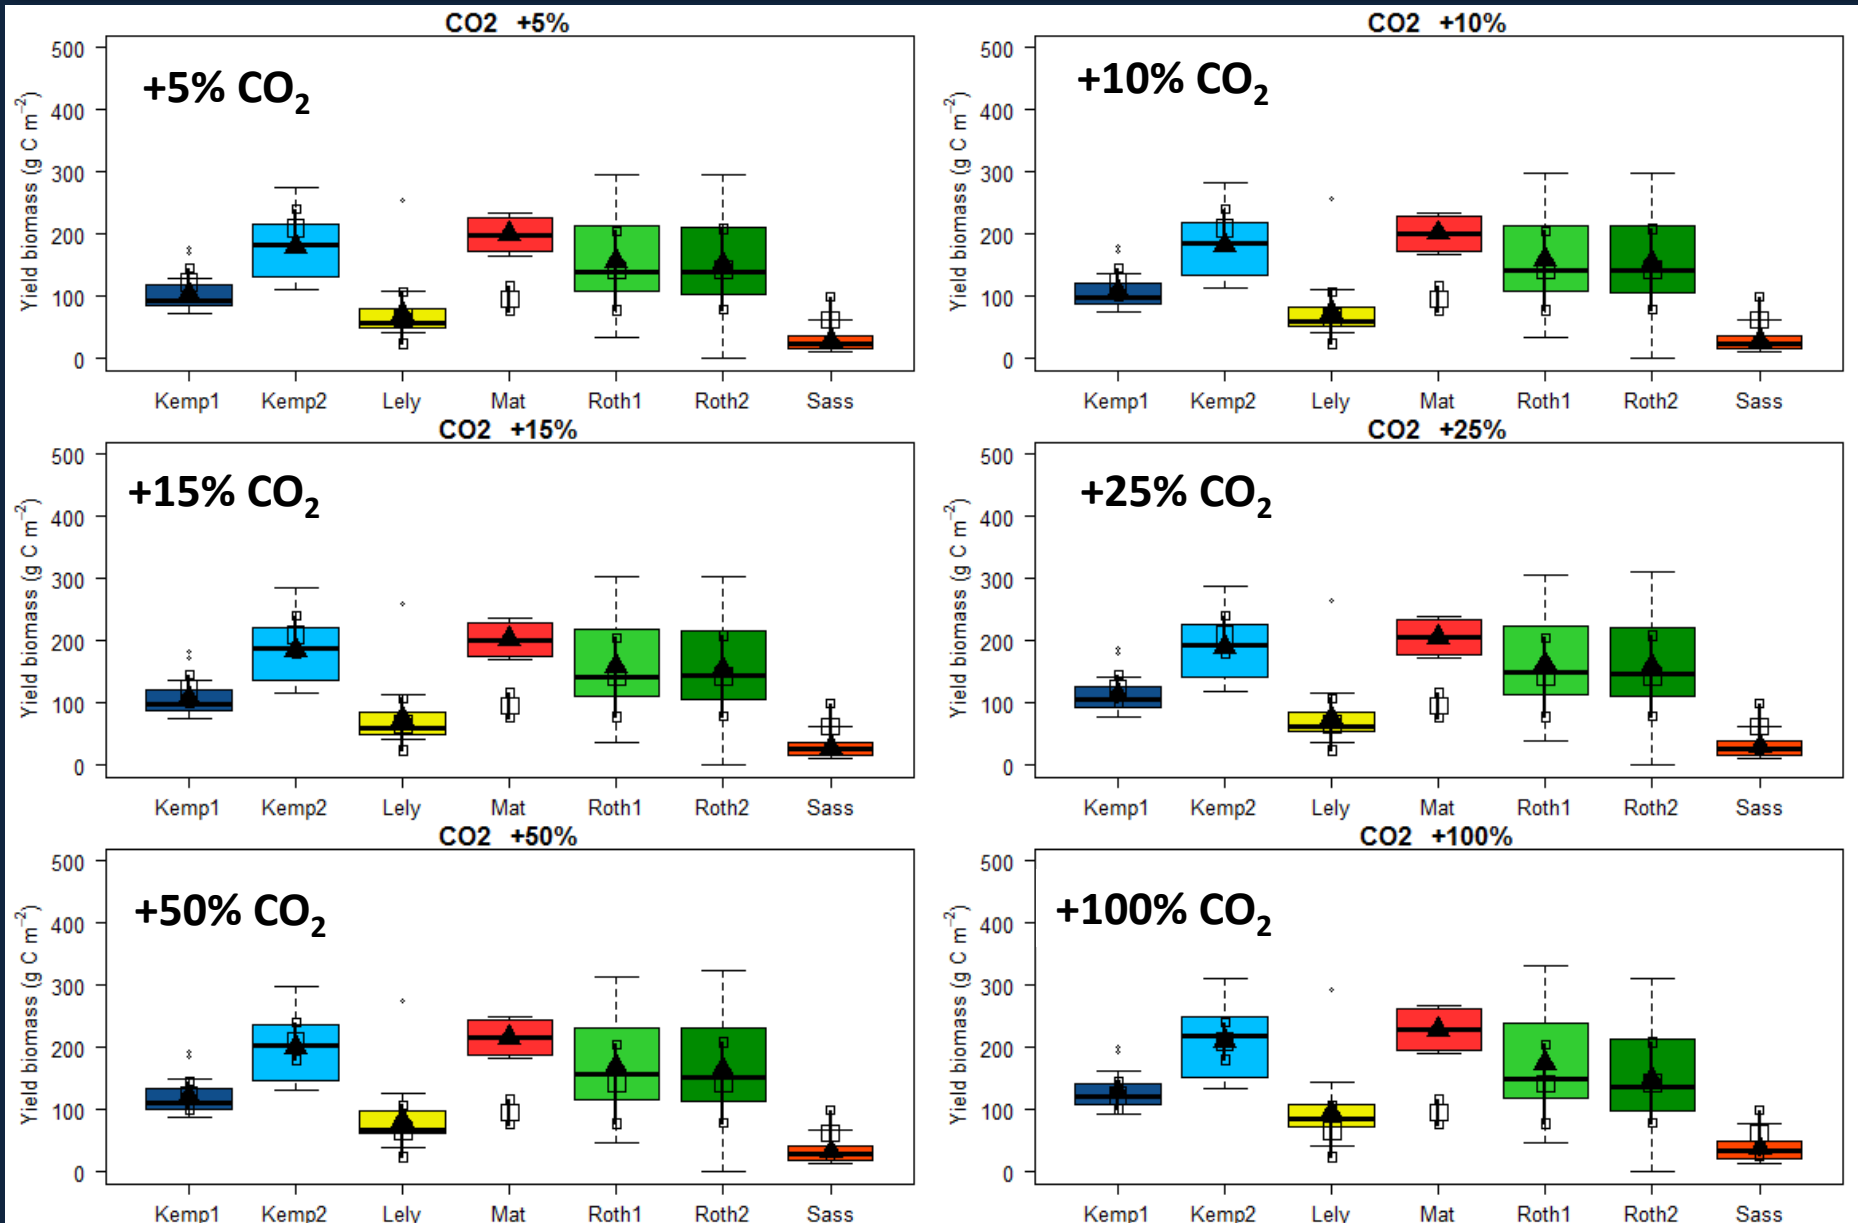 CO2 +5%
+5% CO2
Yield biomass (g C m−2)
500
400
300
200
100
0
Kemp1 Kemp2 Lely Mat Roth1 Roth2 Sass
CO2 +10%
+10% CO2
Yield biomass (g C m−2)
500
400
300
200
100
0
Kemp1 Kemp2 Lely Mat Roth1 Roth2 Sass
CO2 +15%
+15% CO2
Yield biomass (g C m−2)
500
400
300
200
100
0
Kemp1 Kemp2 Lely Mat Roth1 Roth2 Sass
CO2 +25%
+25% CO2
Yield biomass (g C m−2)
500
400
300
200
100
0
Kemp1 Kemp2 Lely Mat Roth1 Roth2 Sass
CO2 +50%
+50% CO2
Yield biomass (g C m−2)
500
400
300
200
100
0
Kemp1 Kemp2 Lely Mat Roth1 Roth2 Sass
CO2 +100%
+100% CO2
Yield biomass (g C m−2)
500
400
300
200
100
0
Kemp1 Kemp2 Lely Mat Roth1 Roth2 Sass